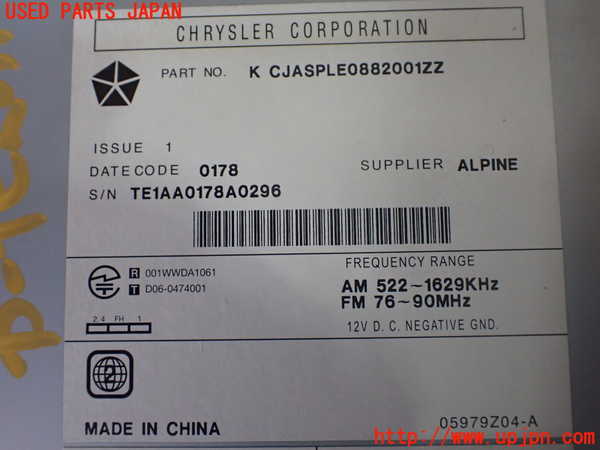 USED PARTS JAPAN
CHRYSLER CORPORATION
PART NO. K CJASPLE0882001ZZ
ISSUE 1
DATE CODE 0178 SUPPLIER ALPINE
S/N TE1AA0178A0296
R 001WWDA1061
T D06-0474001
FREQUENCY RANGE
AM 522~1629KHz
FM 76~90MHz
12V D.C. NEGATIVE GND.
2.4 FH 1
2
MADE IN CHINA
05979Z04-A
http://www.upjpn.com